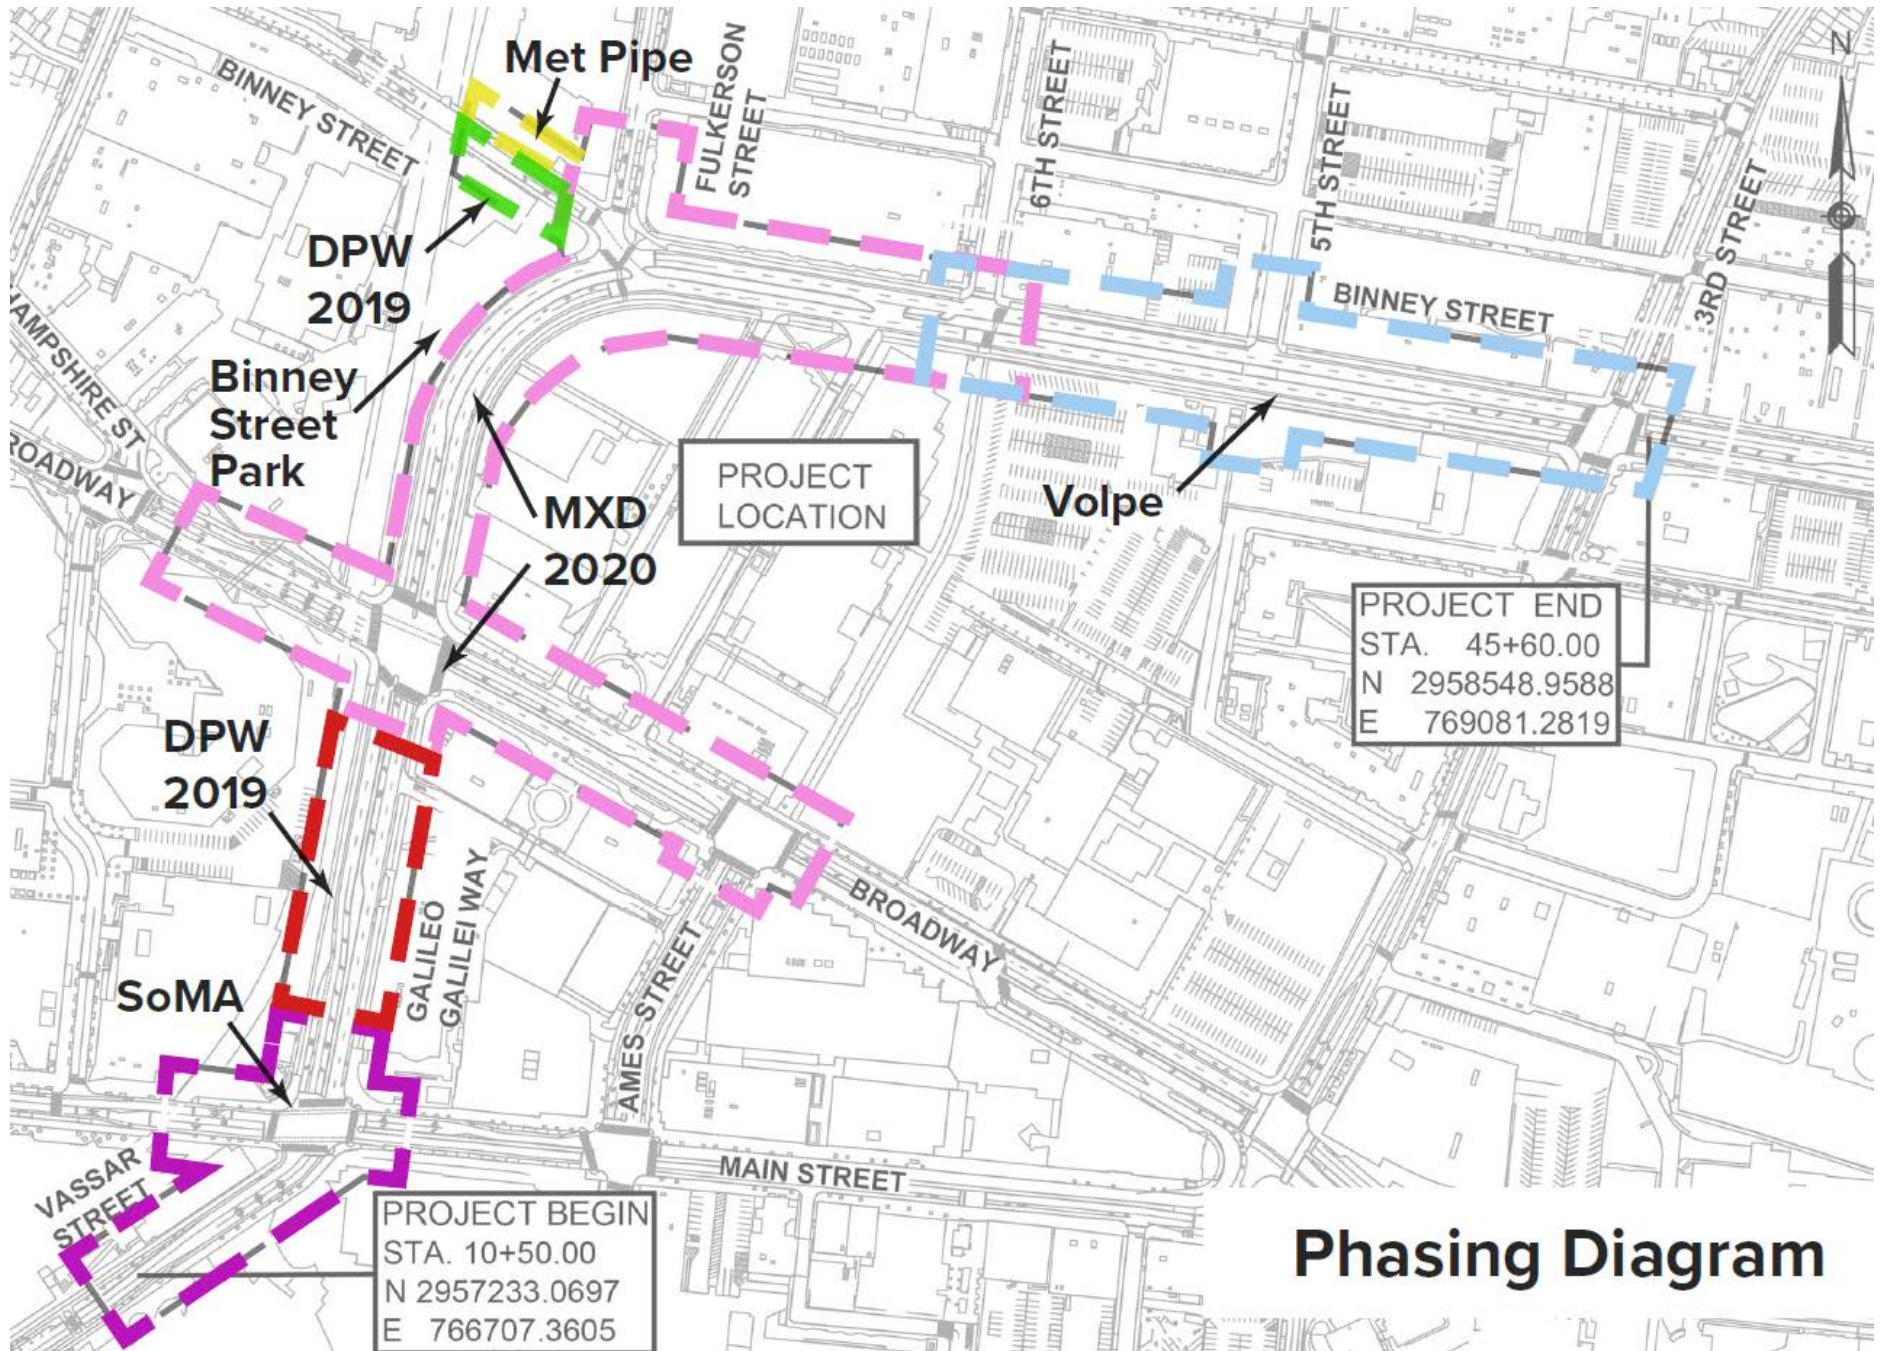 Met Pipe
N
BINNEY STREET
FULKERSON
STREET
6TH STREET
5TH STREET
3RD STREET
DPW
2019
BINNEY STREET
HAMPSHIRE ST
Binney
Street
Park
ROADWAY
MXD
2020
PROJECT
LOCATION
Volpe
PROJECT END
STA. 45+60.00
N 2958548.9588
E 769081.2819
DPW
2019
BROADWAY
GALILEO
GALILEI WAY
SoMA
AMES STREET
MAIN STREET
VASSAR
STREET
PROJECT BEGIN
STA. 10+50.00
N 2957233.0697
E 766707.3605
Phasing Diagram